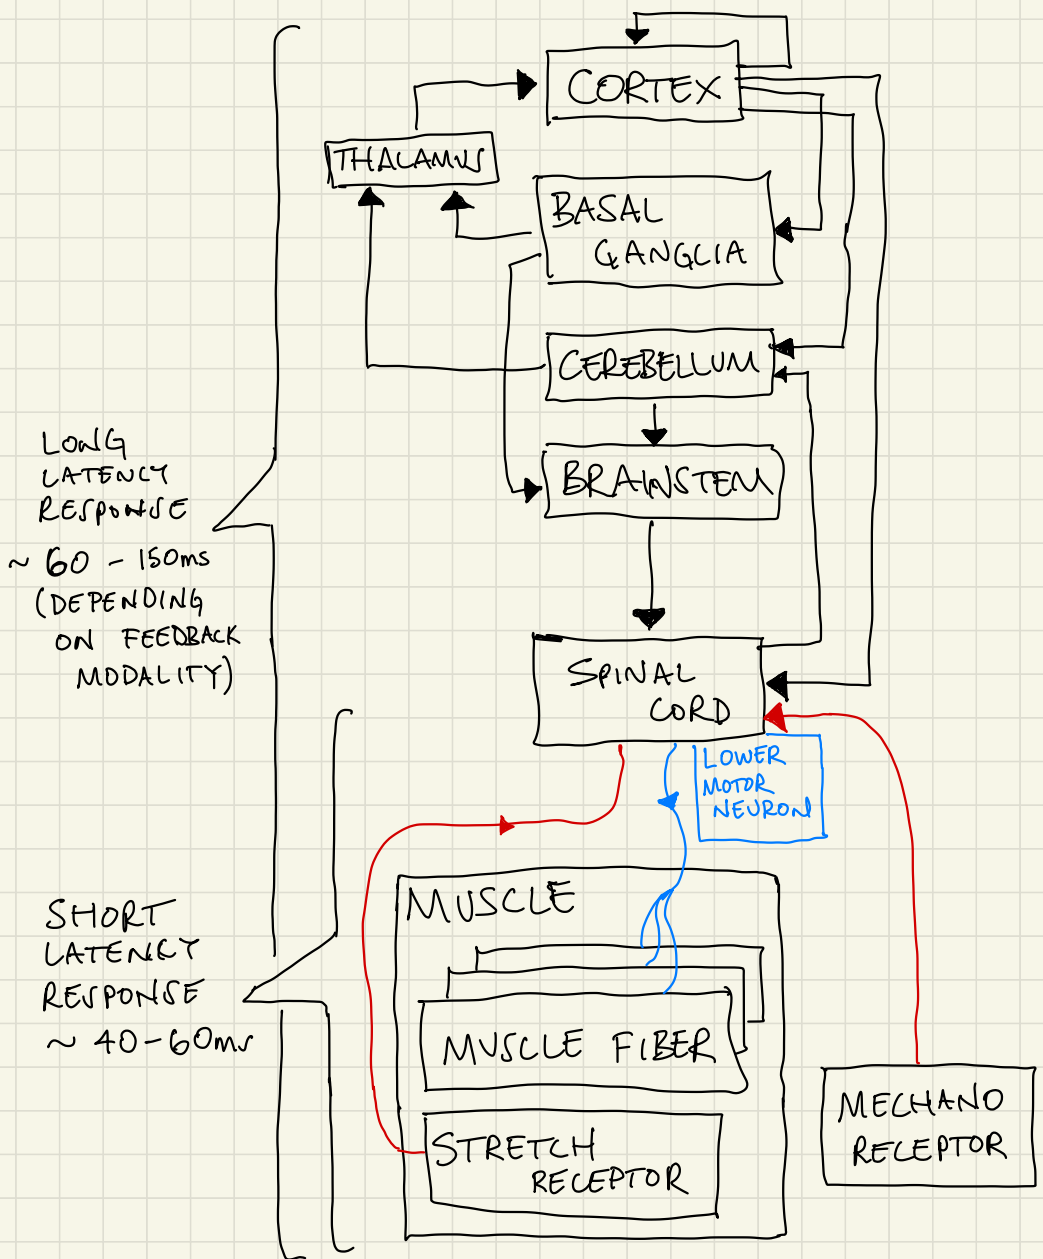 CORTEX
THALAMUS
BASAL
GANGLIA
CEREBELLUM
BRAINSTEM
LONG
LATENCY
RESPONSE
~ 60 - 150ms
(DEPENDING
ON FEEDBACK
MODALITY)
SPINAL
CORD
LOWER
MOTOR
NEURON
MUSCLE
SHORT
LATENCY
RESPONSE
~ 40-60ms
MUSCLE FIBER
STRETCH
RECEPTOR
MECHANO
RECEPTOR